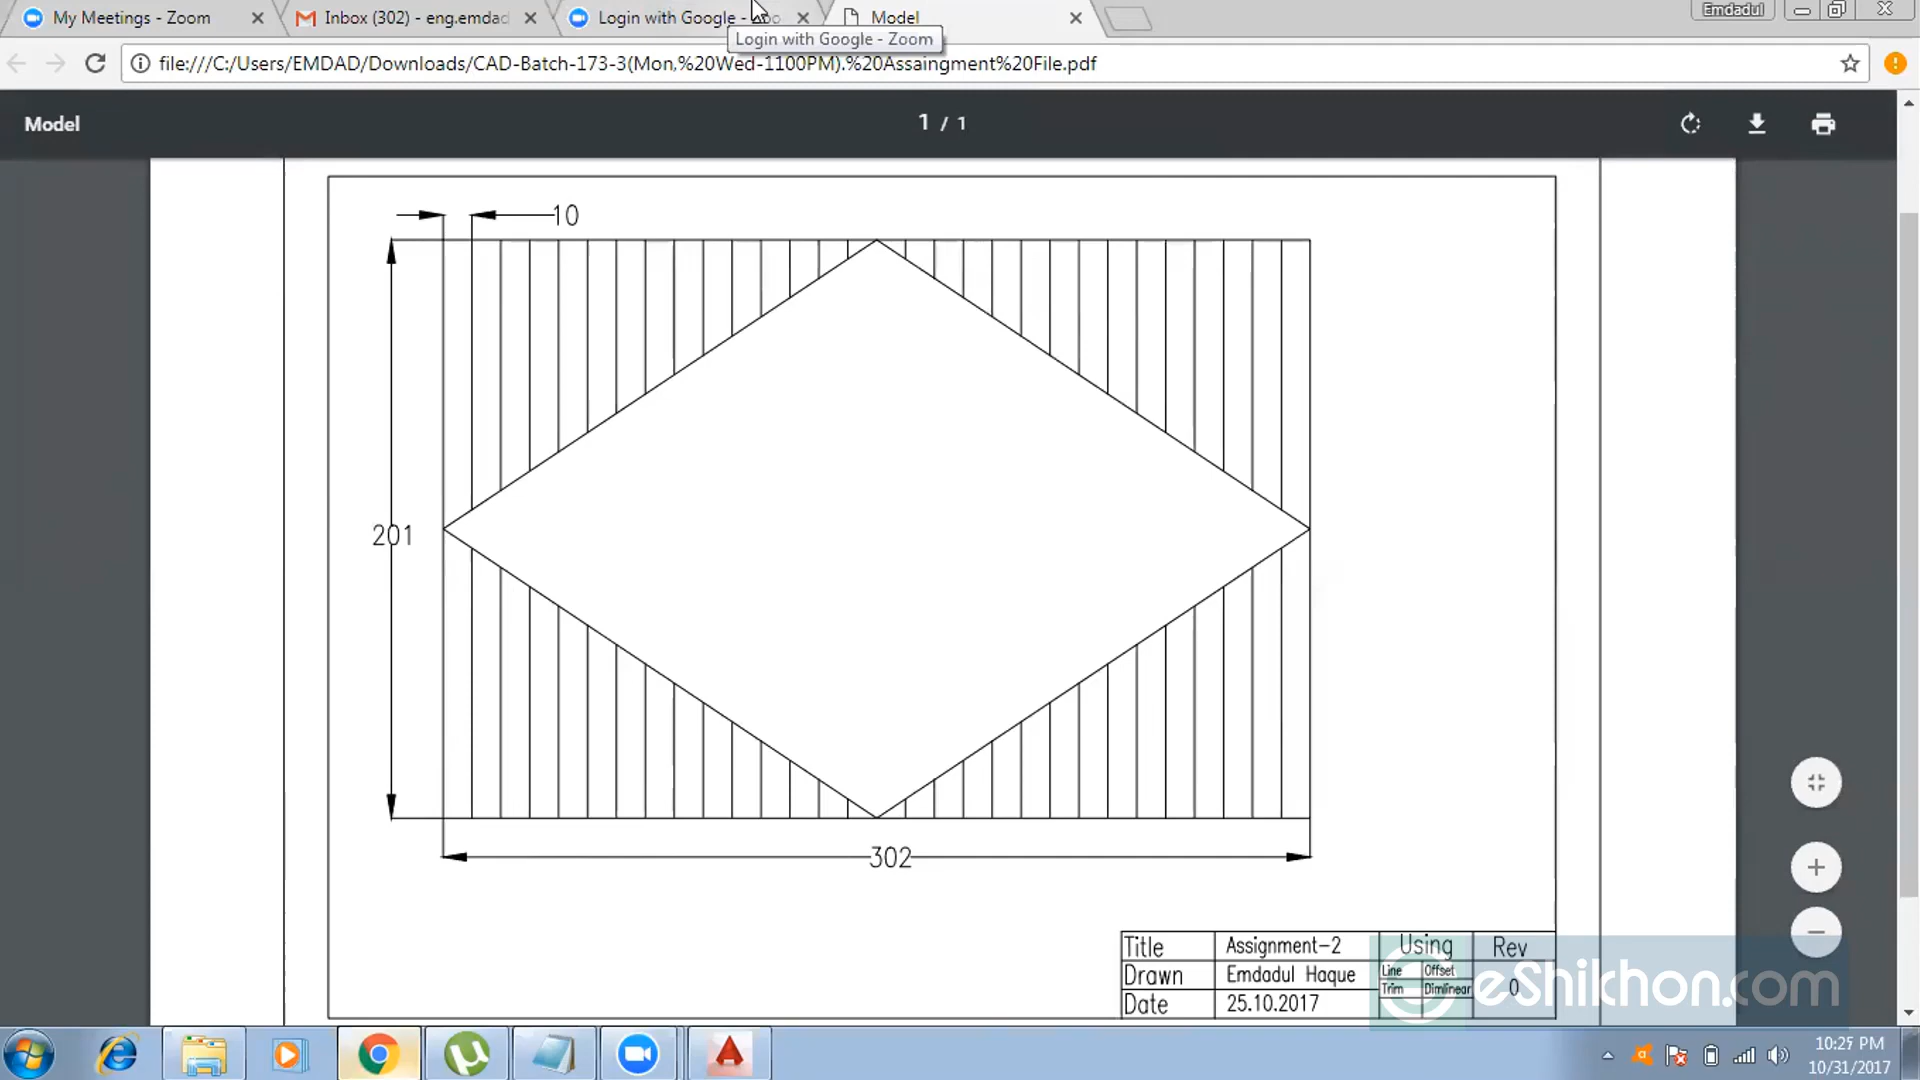 My Meetings - Zoom
Inbox (302) - eng.emdad
Login with Google - Zoo
Model
Emdadul
Login with Google - Zoom
file:///C:/Users/EMDAD/Downloads/CAD-Batch-173-3(Mon,%20Wed-1100PM).%20Assaingment%20File.pdf
Model
1 / 1
10
201
302
Title Assignment-2 Using Rev
Drawn Emdadul Haque Line Offset
Trim Dimlinear 0
Date 25.10.2017
eShikhon.com
10:25 PM
10/31/2017